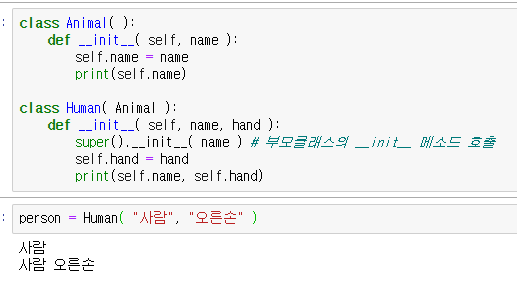 : class Animal( ):
    def __init__( self, name ):
        self.name = name
        print(self.name)

class Human( Animal ):
    def __init__( self, name, hand ):
        super().__init__( name ) # 부모클래스의 __init__ 메소드 호출
        self.hand = hand
        print(self.name, self.hand)
: person = Human( "사람", "오른손" )
사람
사람 오른손